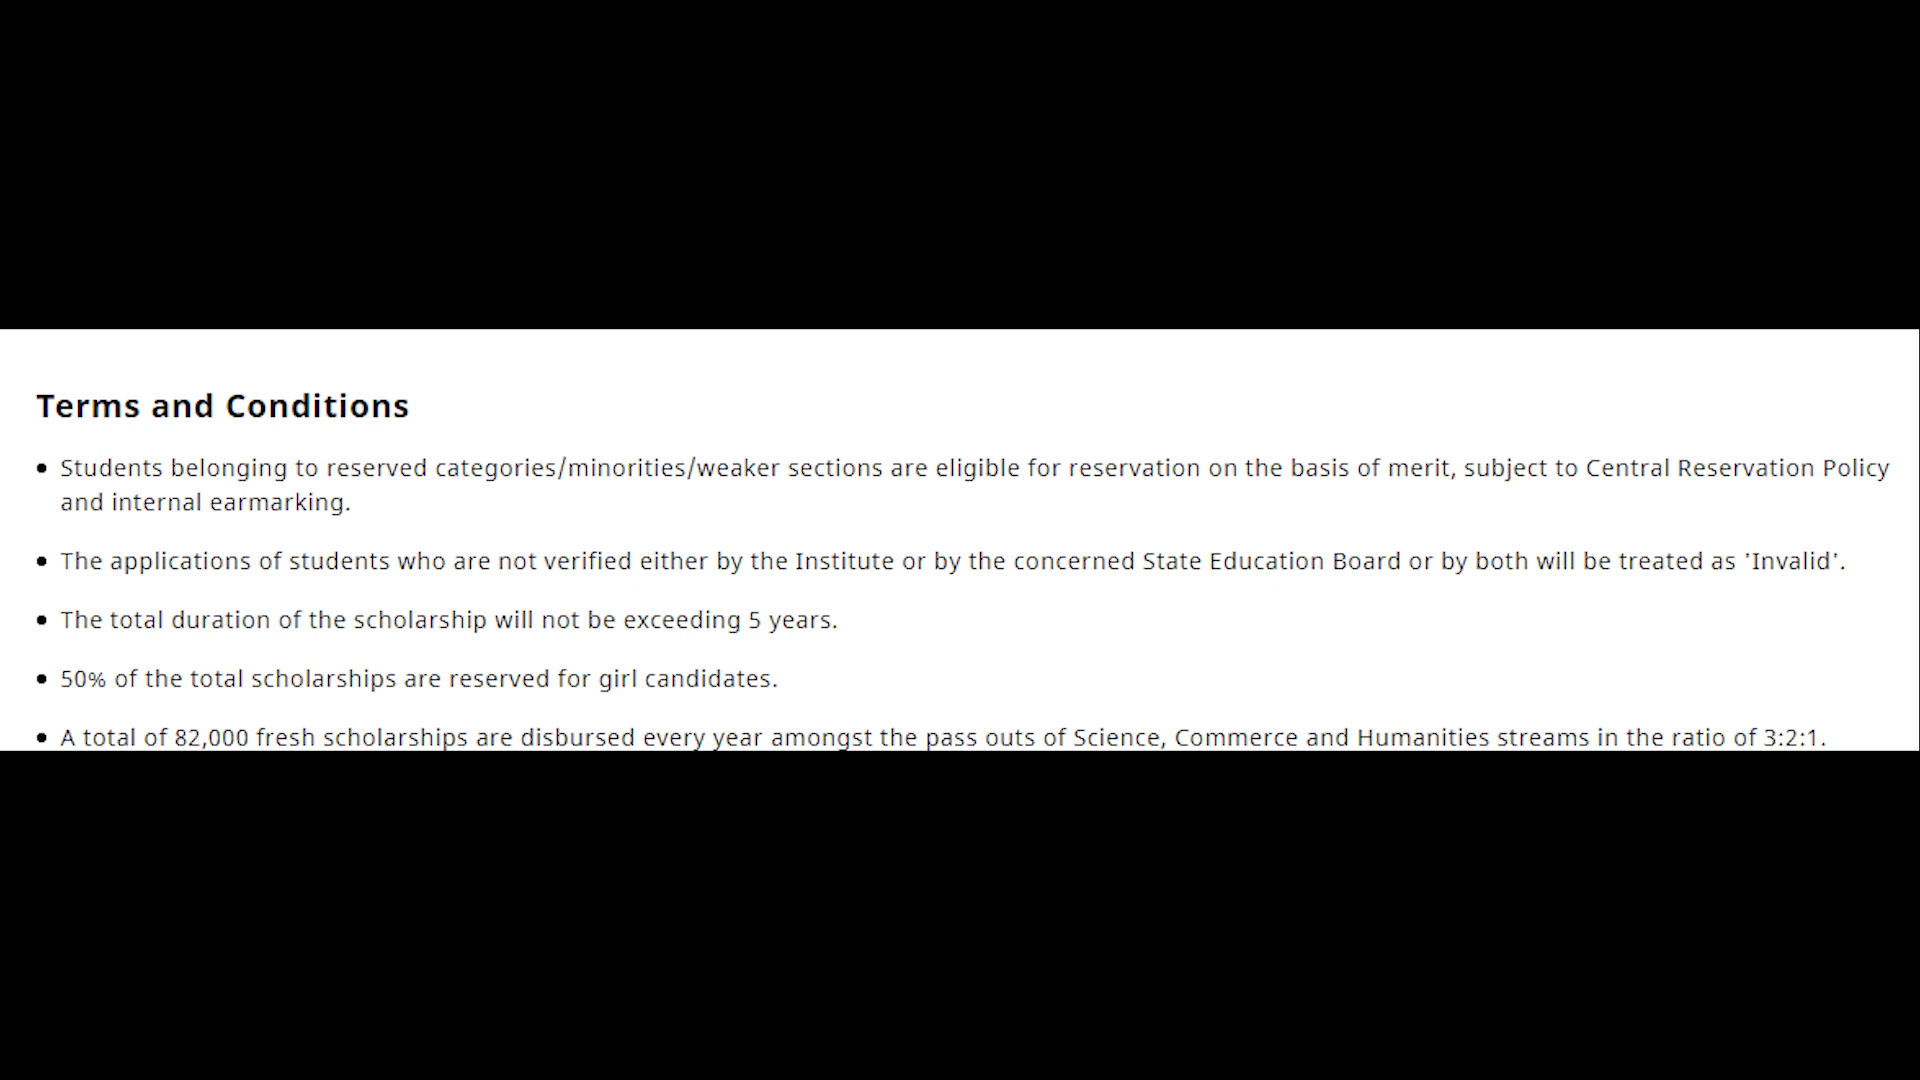 Terms and Conditions
• Students belonging to reserved categories/minorities/weaker sections are eligible for reservation on the basis of merit, subject to Central Reservation Policy
and internal earmarking.
• The applications of students who are not verified either by the Institute or by the concerned State Education Board or by both will be treated as 'Invalid'.
• The total duration of the scholarship will not be exceeding 5 years.
• 50% of the total scholarships are reserved for girl candidates.
• A total of 82,000 fresh scholarships are disbursed every year amongst the pass outs of Science, Commerce and Humanities streams in the ratio of 3:2:1.